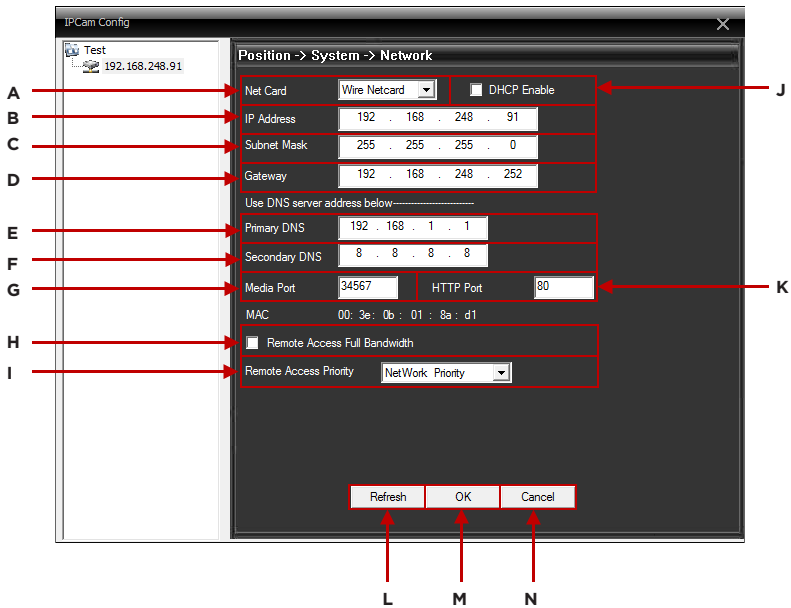 IPCam Config
Test
192.168.248.91
Position -> System -> Network
A Net Card Wire Netcard DHCP Enable J
B IP Address 192 . 168 . 248 . 91
C Subnet Mask 255 . 255 . 255 . 0
D Gateway 192 . 168 . 248 . 252
Use DNS server address below---------------------------
E Primary DNS 192 . 168 . 1 . 1
F Secondary DNS 8 . 8 . 8 . 8
G Media Port 34567 HTTP Port 80 K
MAC 00: 3e: 0b : 01 : 8a : d1
H Remote Access Full Bandwidth
I Remote Access Priority NetWork Priority
Refresh OK Cancel
L M N